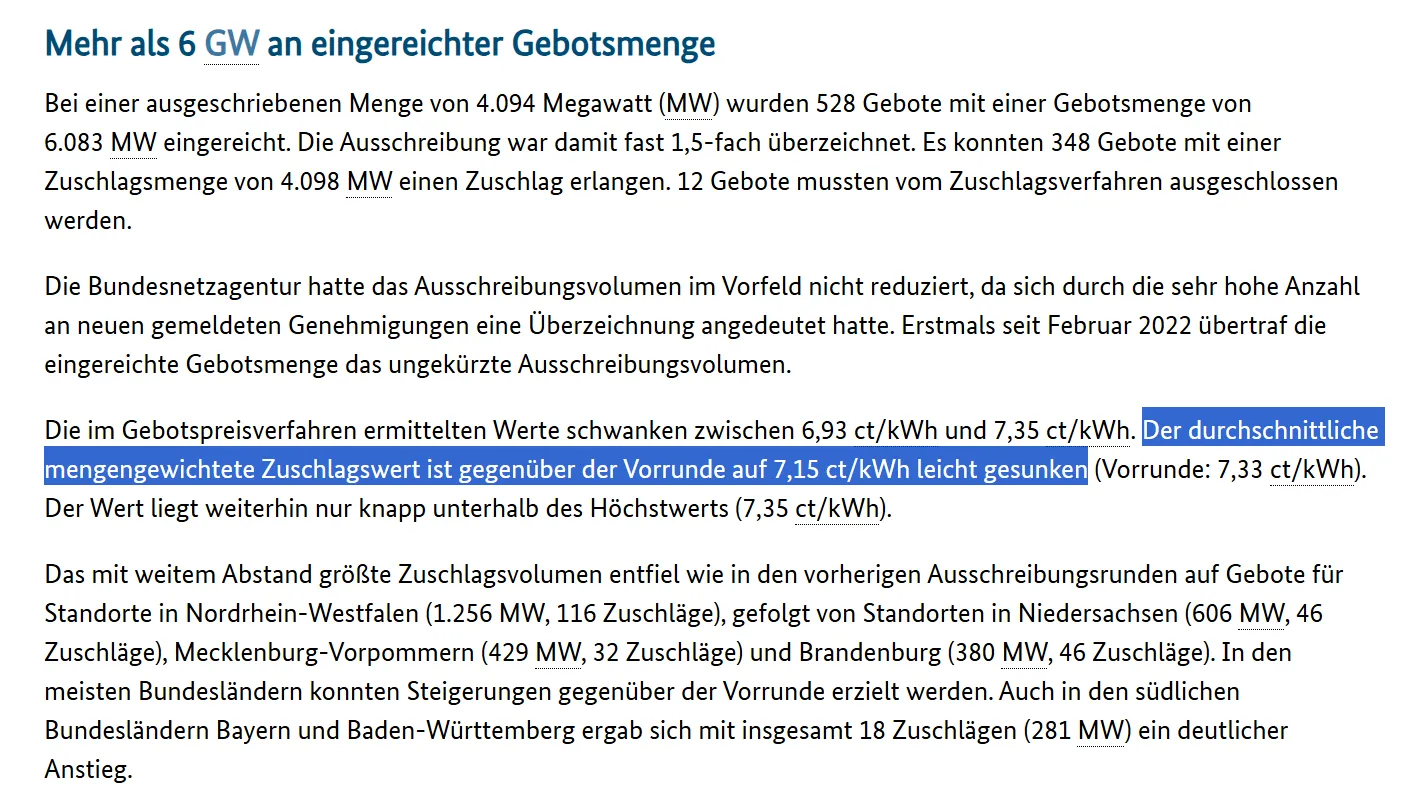 Mehr als 6 GW an eingereichter Gebotsmenge
Bei einer ausgeschriebenen Menge von 4.094 Megawatt (MW) wurden 528 Gebote mit einer Gebotsmenge von
6.083 MW eingereicht. Die Ausschreibung war damit fast 1,5-fach überzeichnet. Es konnten 348 Gebote mit einer
Zuschlagsmenge von 4.098 MW einen Zuschlag erlangen. 12 Gebote mussten vom Zuschlagsverfahren ausgeschlossen
werden.
Die Bundesnetzagentur hatte das Ausschreibungsvolumen im Vorfeld nicht reduziert, da sich durch die sehr hohe Anzahl
an neuen gemeldeten Genehmigungen eine Überzeichnung angedeutet hatte. Erstmals seit Februar 2022 übertraf die
eingereichte Gebotsmenge das ungekürzte Ausschreibungsvolumen.
Die im Gebotspreisverfahren ermittelten Werte schwanken zwischen 6,93 ct/kWh und 7,35 ct/kWh. Der durchschnittliche
mengengewichtete Zuschlagswert ist gegenüber der Vorrunde auf 7,15 ct/kWh leicht gesunken (Vorrunde: 7,33 ct/kWh).
Der Wert liegt weiterhin nur knapp unterhalb des Höchstwerts (7,35 ct/kWh).
Das mit weitem Abstand größte Zuschlagsvolumen entfiel wie in den vorherigen Ausschreibungsrunden auf Gebote für
Standorte in Nordrhein-Westfalen (1.256 MW, 116 Zuschläge), gefolgt von Standorten in Niedersachsen (606 MW, 46
Zuschläge), Mecklenburg-Vorpommern (429 MW, 32 Zuschläge) und Brandenburg (380 MW, 46 Zuschläge). In den
meisten Bundesländern konnten Steigerungen gegenüber der Vorrunde erzielt werden. Auch in den südlichen
Bundesländern Bayern und Baden-Württemberg ergab sich mit insgesamt 18 Zuschlägen (281 MW) ein deutlicher
Anstieg.